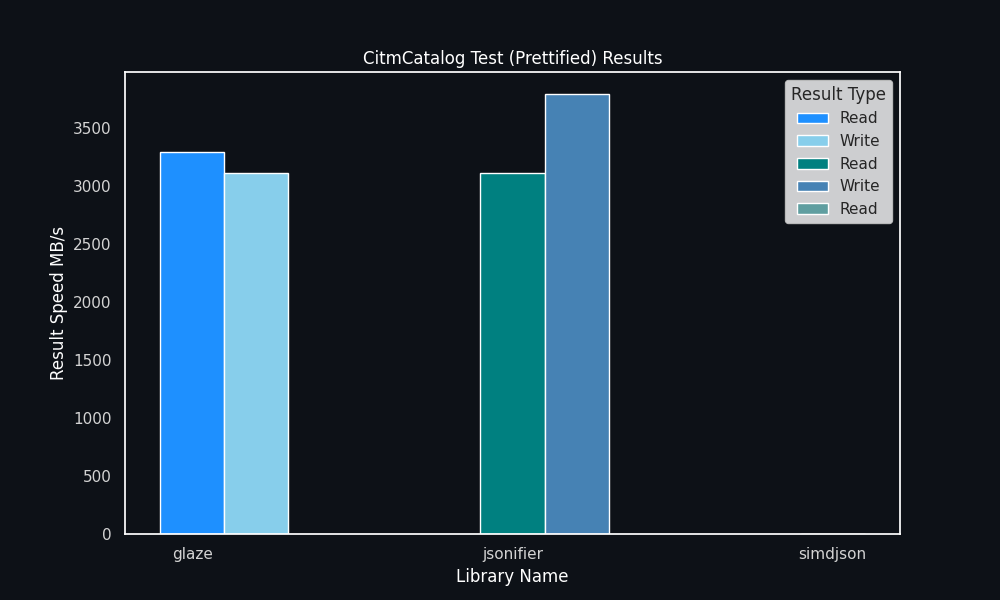 CitmCatalog Test (Prettified) Results
Result Type
Read
Write
Read
Write
Read
Result Speed MB/s
3500
3000
2500
2000
1500
1000
500
0
glaze
jsonifier
simdjson
Library Name